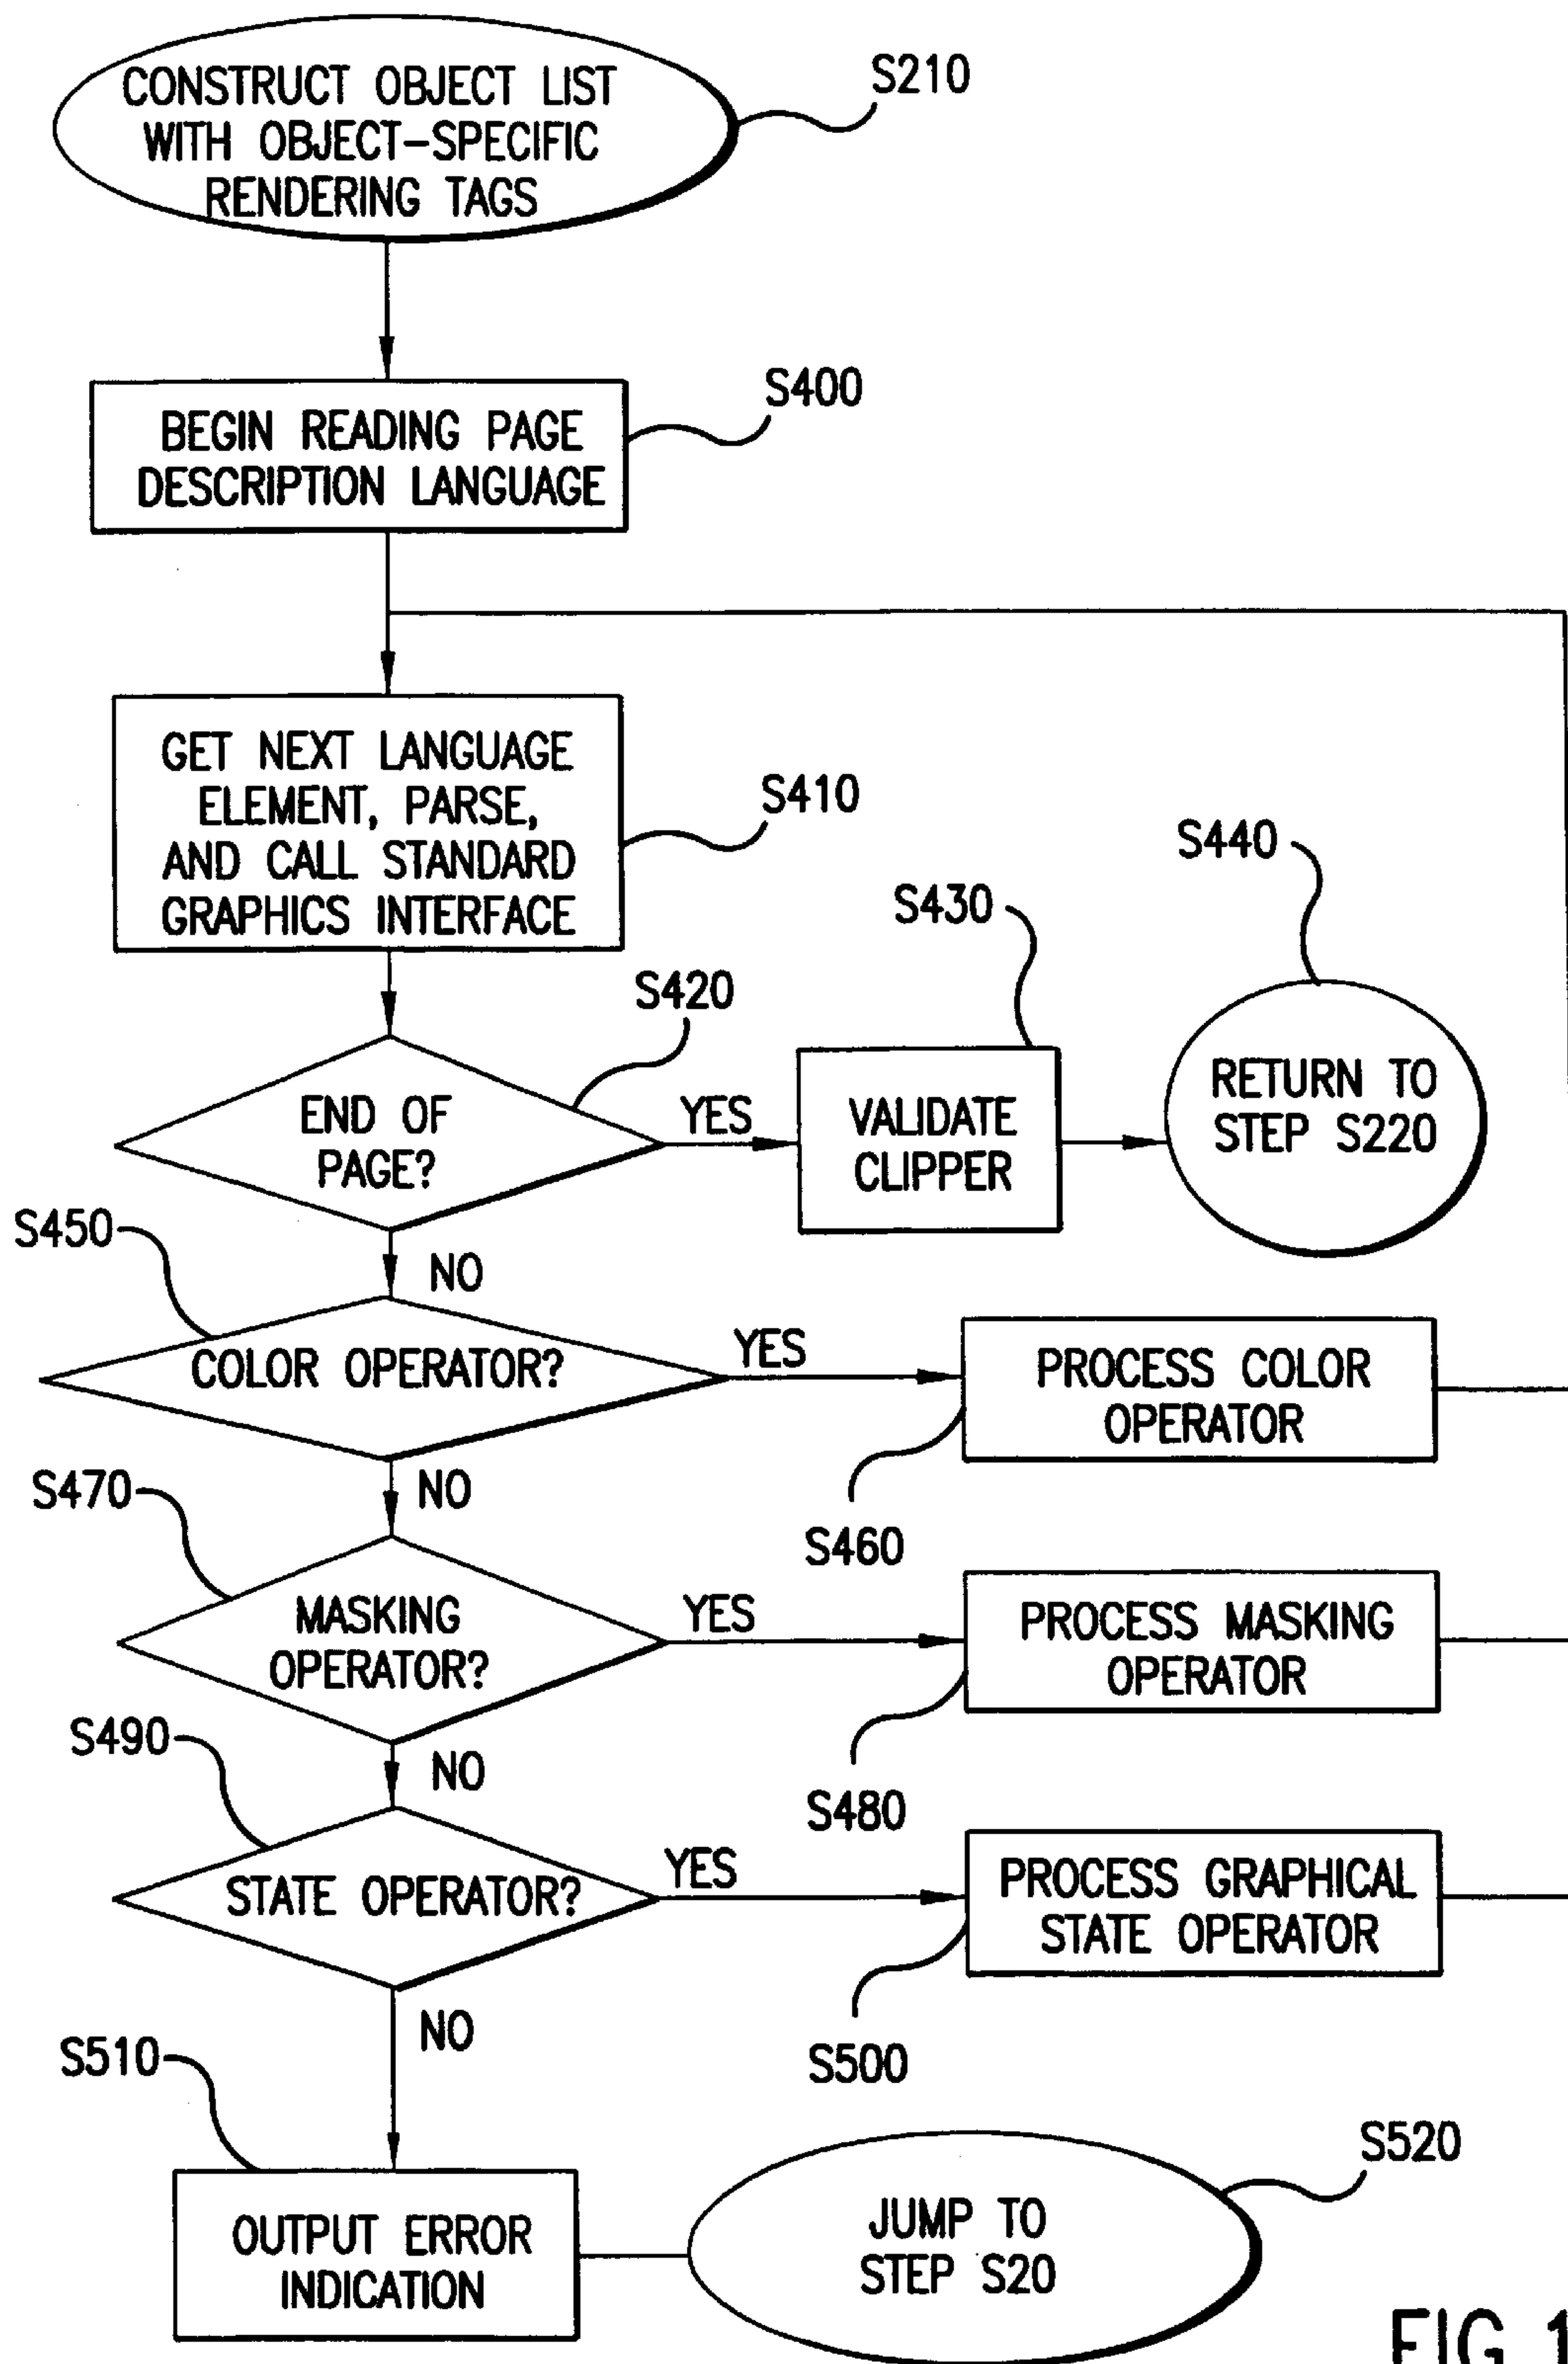 CONSTRUCT OBJECT LIST
WITH OBJECT-SPECIFIC
RENDERING TAGS
S210
BEGIN READING PAGE
DESCRIPTION LANGUAGE
S400
GET NEXT LANGUAGE
ELEMENT, PARSE,
AND CALL STANDARD
GRAPHICS INTERFACE
S410
END OF
PAGE?
S420
YES
VALIDATE
CLIPPER
S430
RETURN TO
STEP S220
S440
NO
S450
COLOR OPERATOR?
YES
PROCESS COLOR
OPERATOR
S460
NO
S470
MASKING
OPERATOR?
YES
PROCESS MASKING
OPERATOR
S480
NO
S490
STATE OPERATOR?
YES
PROCESS GRAPHICAL
STATE OPERATOR
S500
NO
S510
OUTPUT ERROR
INDICATION
JUMP TO
STEP S20
S520